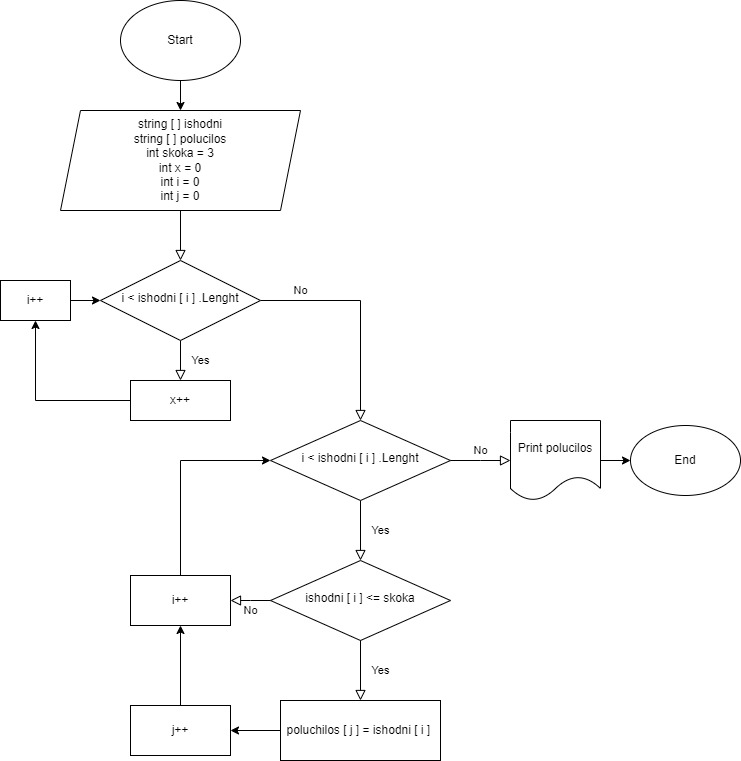 Start
string [ ] ishodni
string [ ] polucilos
int skoka = 3
int x = 0
int i = 0
int j = 0
i < ishodni [ i ] .Lenght
No
i++
Yes
x++
i < ishodni [ i ] .Lenght
No
Print polucilos
End
Yes
ishodni [ i ] <= skoka
No
i++
Yes
poluchilos [ j ] = ishodni [ i ]
j++